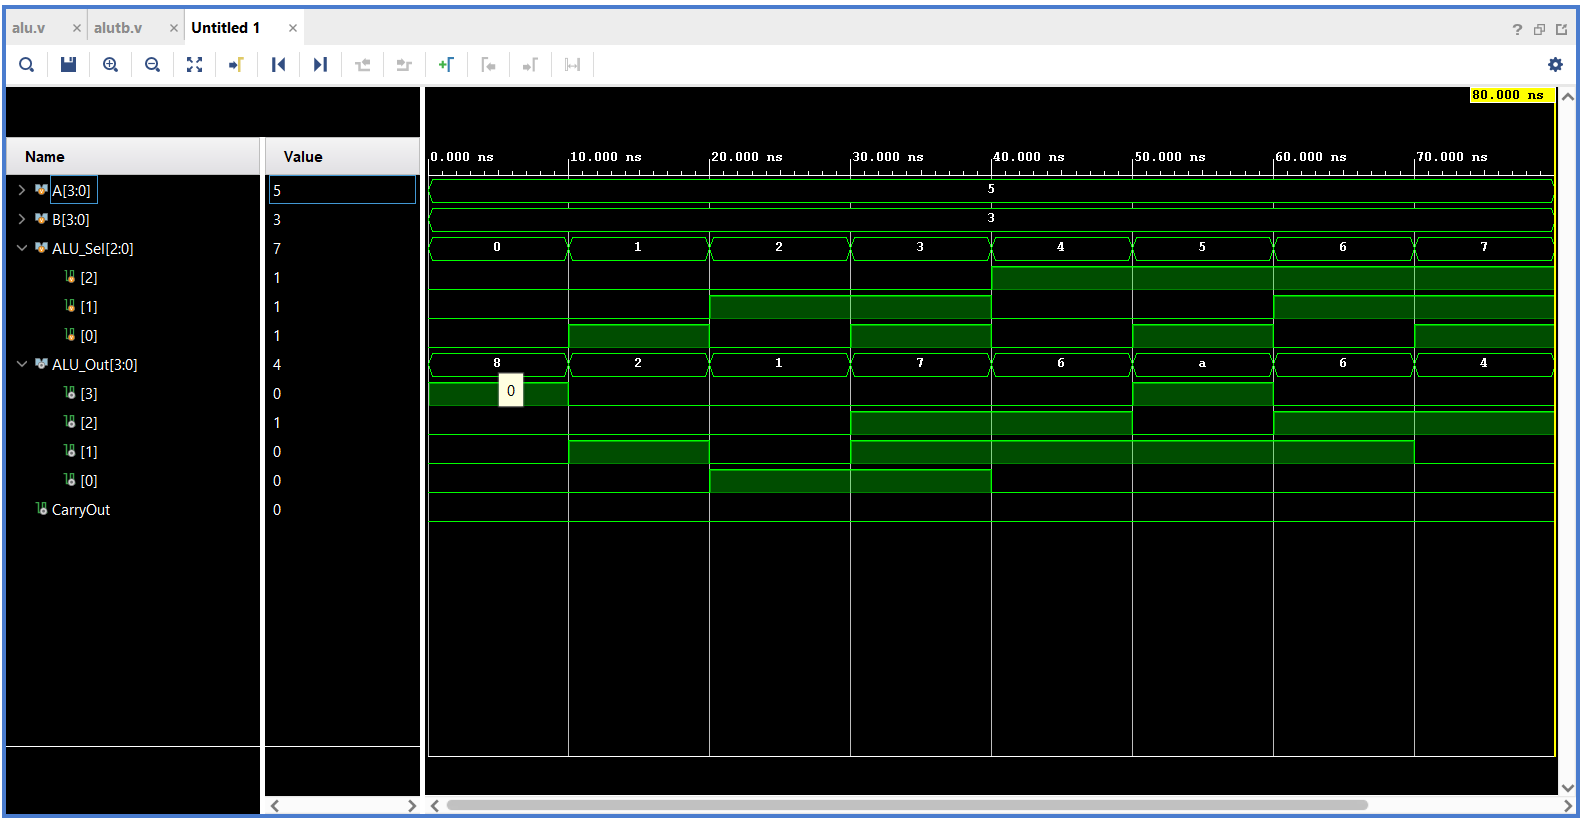 alu.v × alutb.v × Untitled 1 × ?
80.000 ns
Name Value
0.000 ns 10.000 ns 20.000 ns 30.000 ns 40.000 ns 50.000 ns 60.000 ns 70.000 ns
A[3:0] 5 5
B[3:0] 3 3
ALU_Sel[2:0] 7 0 1 2 3 4 5 6 7
[2] 1
[1] 1
[0] 1
ALU_Out[3:0] 4 8 2 1 7 6 a 6 4
[3] 0 0
[2] 1
[1] 0
[0] 0
CarryOut 0